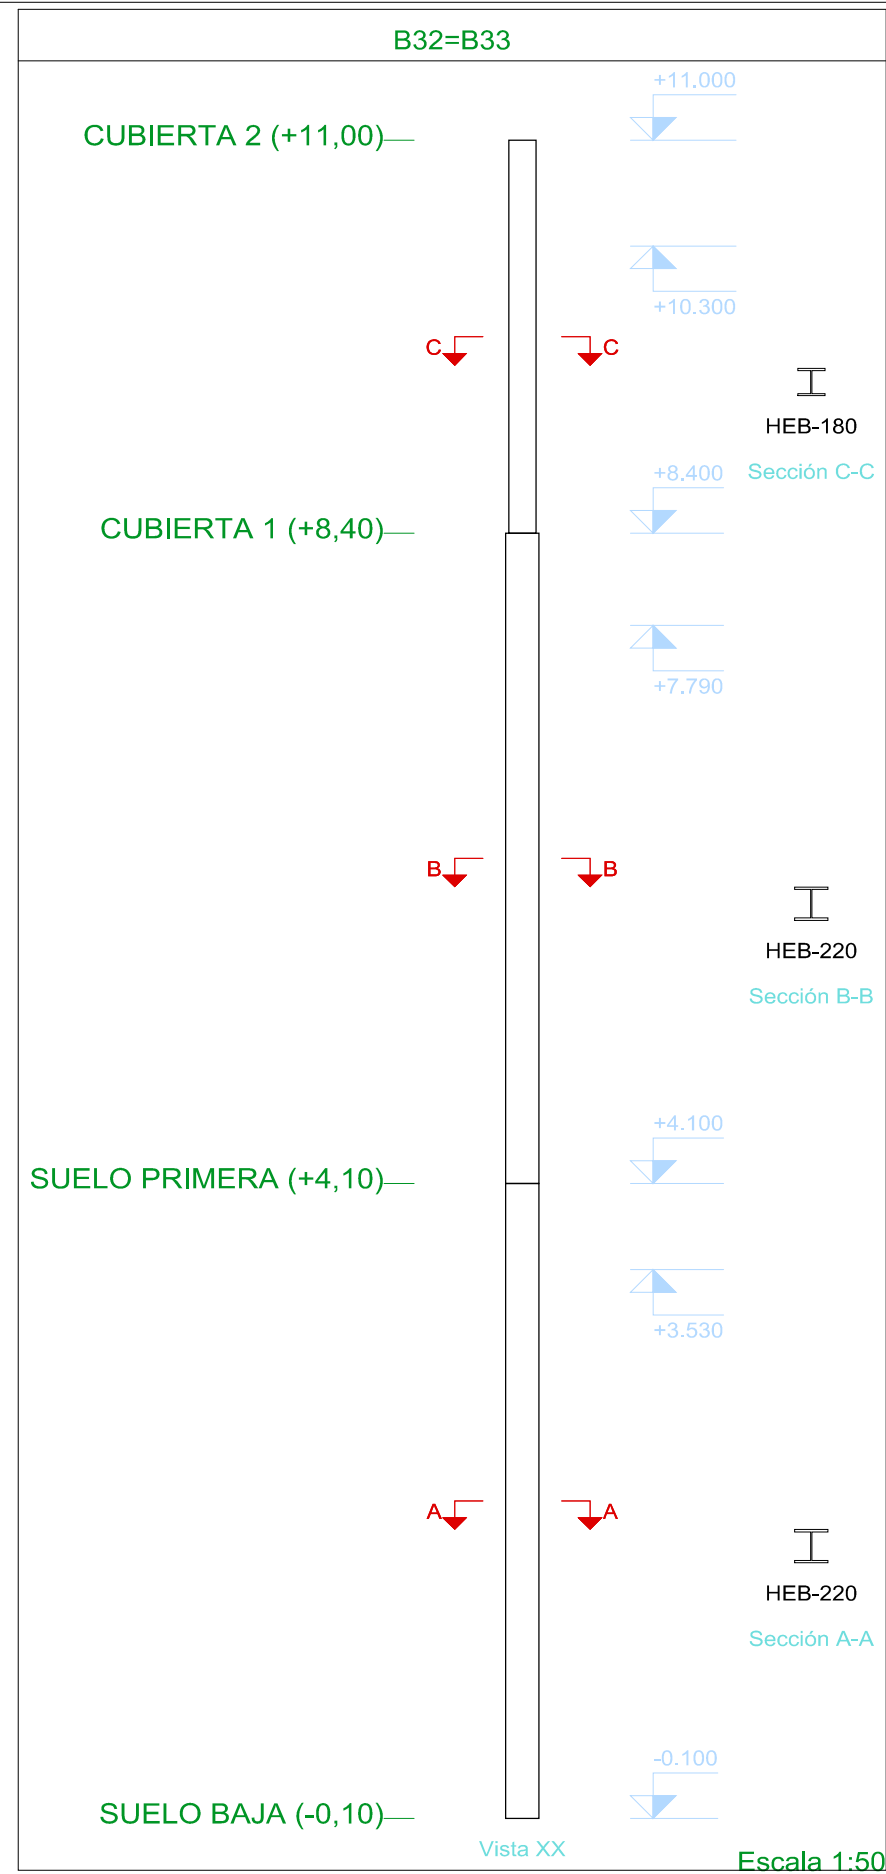 B32=B33
+11.000
CUBIERTA 2 (+11,00)
+10.300
C
C
HEB-180
Sección C-C
+8.400
CUBIERTA 1 (+8,40)
+7.790
B
B
HEB-220
Sección B-B
+4.100
SUELO PRIMERA (+4,10)
+3.530
A
A
HEB-220
Sección A-A
-0.100
SUELO BAJA (-0,10)
Vista XX
Escala 1:50